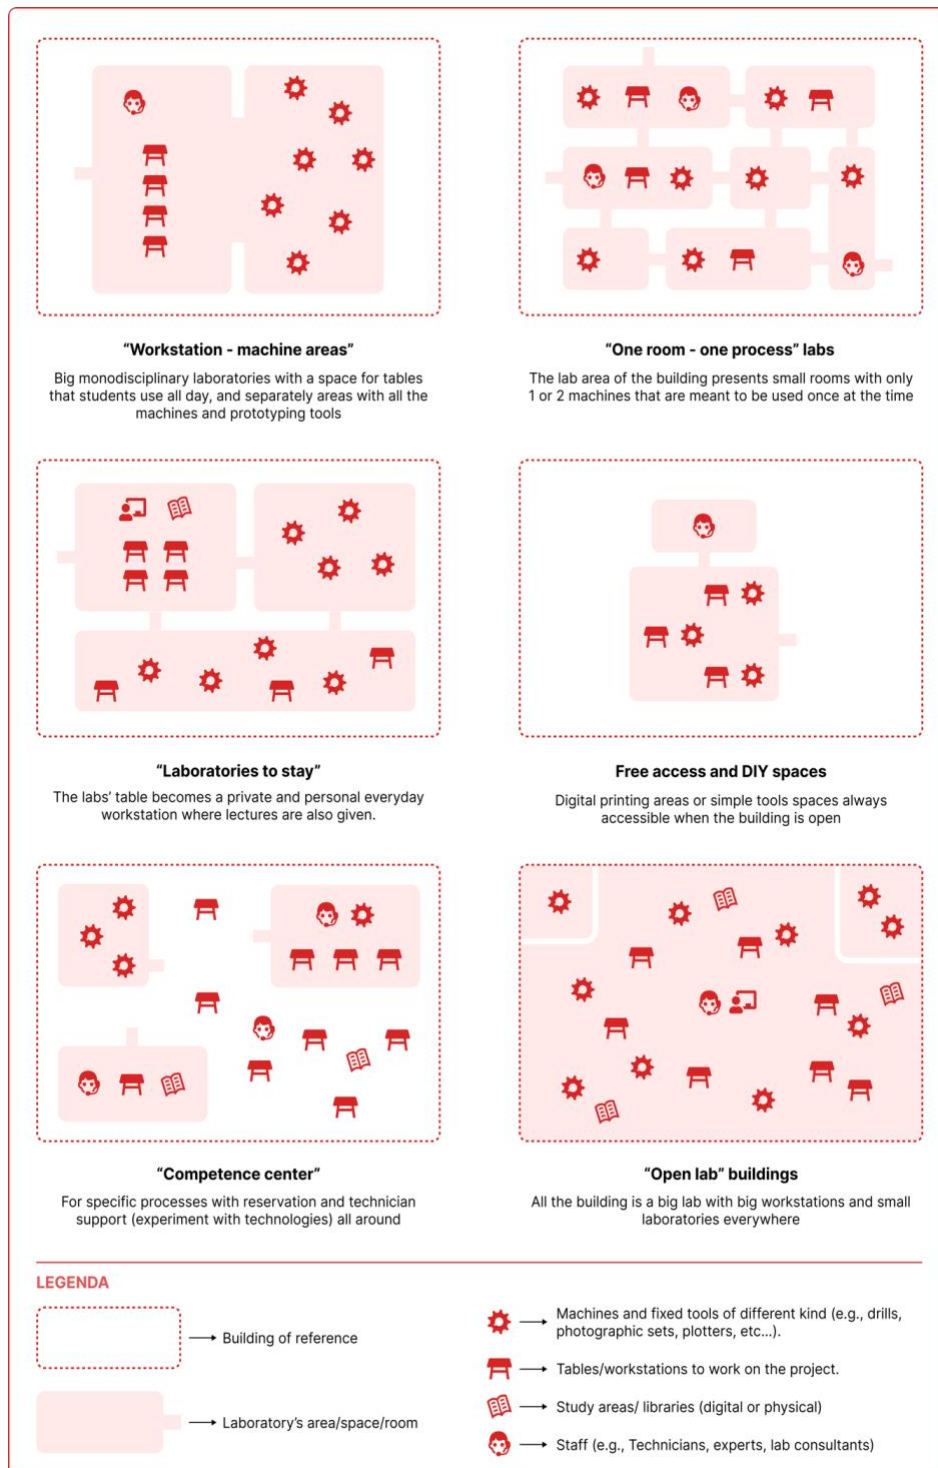 “Workstation - machine areas”
Big monodisciplinary laboratories with a space for tables
that students use all day, and separately areas with all the
machines and prototyping tools
“One room - one process” labs
The lab area of the building presents small rooms with only
1 or 2 machines that are meant to be used once at the time
“Laboratories to stay”
The labs’ table becomes a private and personal everyday
workstation where lectures are also given.
Free access and DIY spaces
Digital printing areas or simple tools spaces always
accessible when the building is open
“Competence center”
For specific processes with reservation and technician
support (experiment with technologies) all around
“Open lab” buildings
All the building is a big lab with big workstations and small
laboratories everywhere
LEGENDA
Building of reference
Laboratory’s area/space/room
Machines and fixed tools of different kind (e.g., drills,
photographic sets, plotters, etc...).
Tables/workstations to work on the project.
Study areas/ libraries (digital or physical)
Staff (e.g., Technicians, experts, lab consultants)